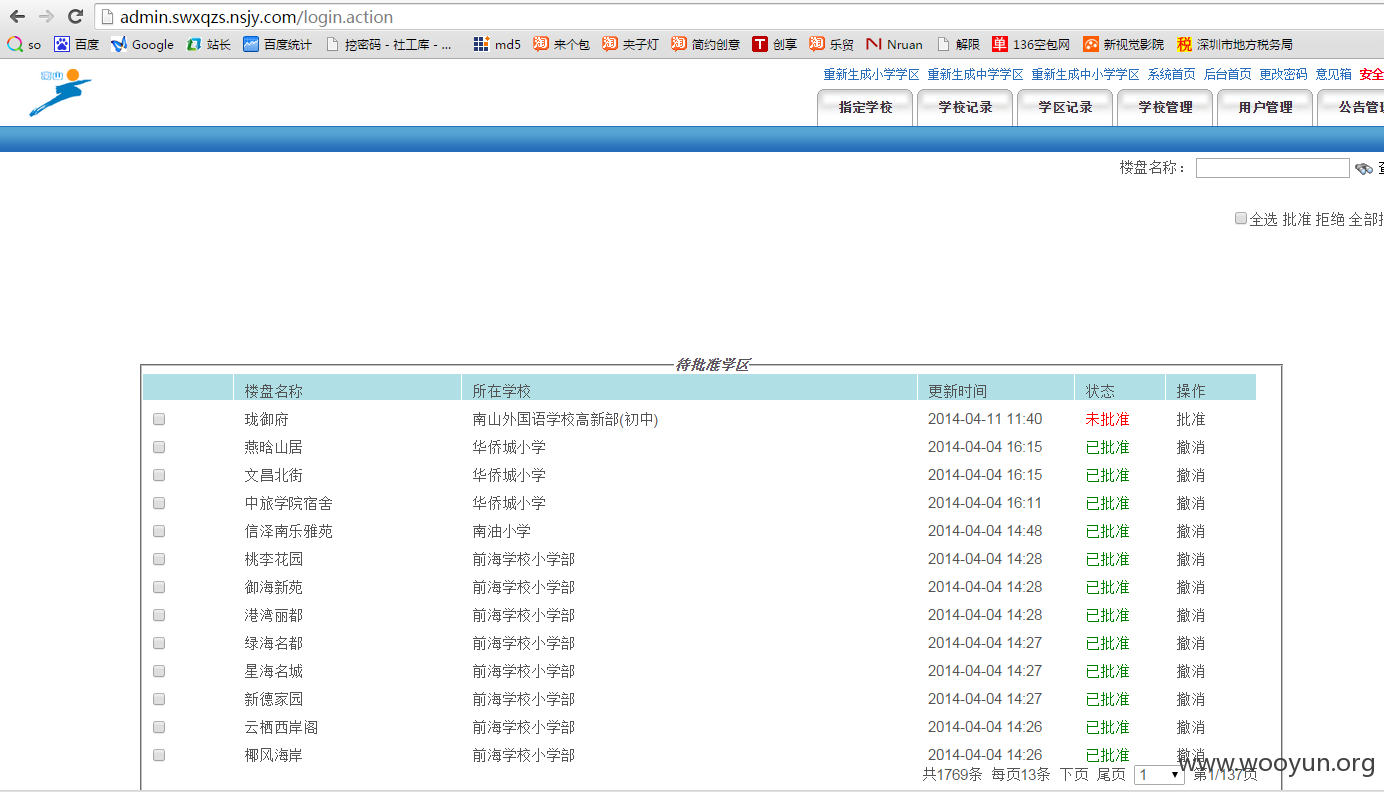 admin.swxqzs.nsjy.com/login.action
so 百度 Google 站长 百度统计 挖密码 - 社工库 - ... md5 来个包 夹子灯 简约创意 创享 乐贸 Nruan 解限 136空包网 新视觉影院 深圳市地方税务局
南山
重新生成小学学区 重新生成中学学区 重新生成中小学学区 系统首页 后台首页 更改密码 意见箱 安全
指定学校 学校记录 学区记录 学校管理 用户管理 公告管
楼盘名称：
全选 批准 拒绝 全部
待批准学区
楼盘名称 所在学校 更新时间 状态 操作
珑御府 南山外国语学校高新部(初中) 2014-04-11 11:40 未批准 批准
燕晗山居 华侨城小学 2014-04-04 16:15 已批准 撤消
文昌北街 华侨城小学 2014-04-04 16:15 已批准 撤消
中旅学院宿舍 华侨城小学 2014-04-04 16:11 已批准 撤消
信泽南乐雅苑 南油小学 2014-04-04 14:48 已批准 撤消
桃李花园 前海学校小学部 2014-04-04 14:28 已批准 撤消
御海新苑 前海学校小学部 2014-04-04 14:28 已批准 撤消
港湾丽都 前海学校小学部 2014-04-04 14:28 已批准 撤消
绿海名都 前海学校小学部 2014-04-04 14:27 已批准 撤消
星海名城 前海学校小学部 2014-04-04 14:27 已批准 撤消
新德家园 前海学校小学部 2014-04-04 14:27 已批准 撤消
云栖西岸阁 前海学校小学部 2014-04-04 14:26 已批准 撤消
椰风海岸 前海学校小学部 2014-04-04 14:26 已批准 撤消
共1769条 每页13条 下页 尾页 1 第1/137页
www.wooyun.org